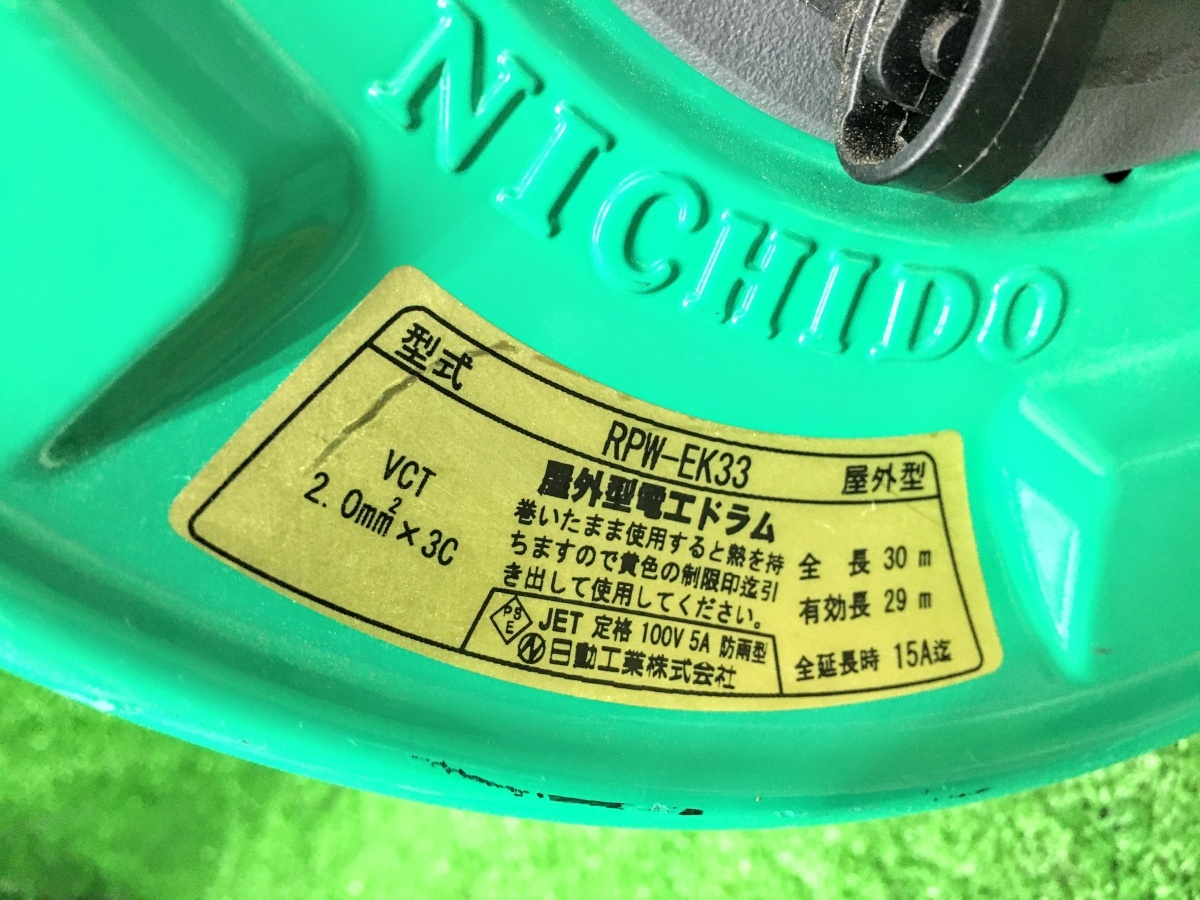 NICHIDO
型式 RPW-EK33 屋外型
VCT
2.0mm²×3C
屋外型電工ドラム
巻いたまま使用すると熱を持
ちますので黄色の制限印迄引
き出して使用してください。
全 長 30 m
有効長 29 m
全延長時 15A迄
PSE JET 定格 100V 5A 防雨型
N 日動工業株式会社